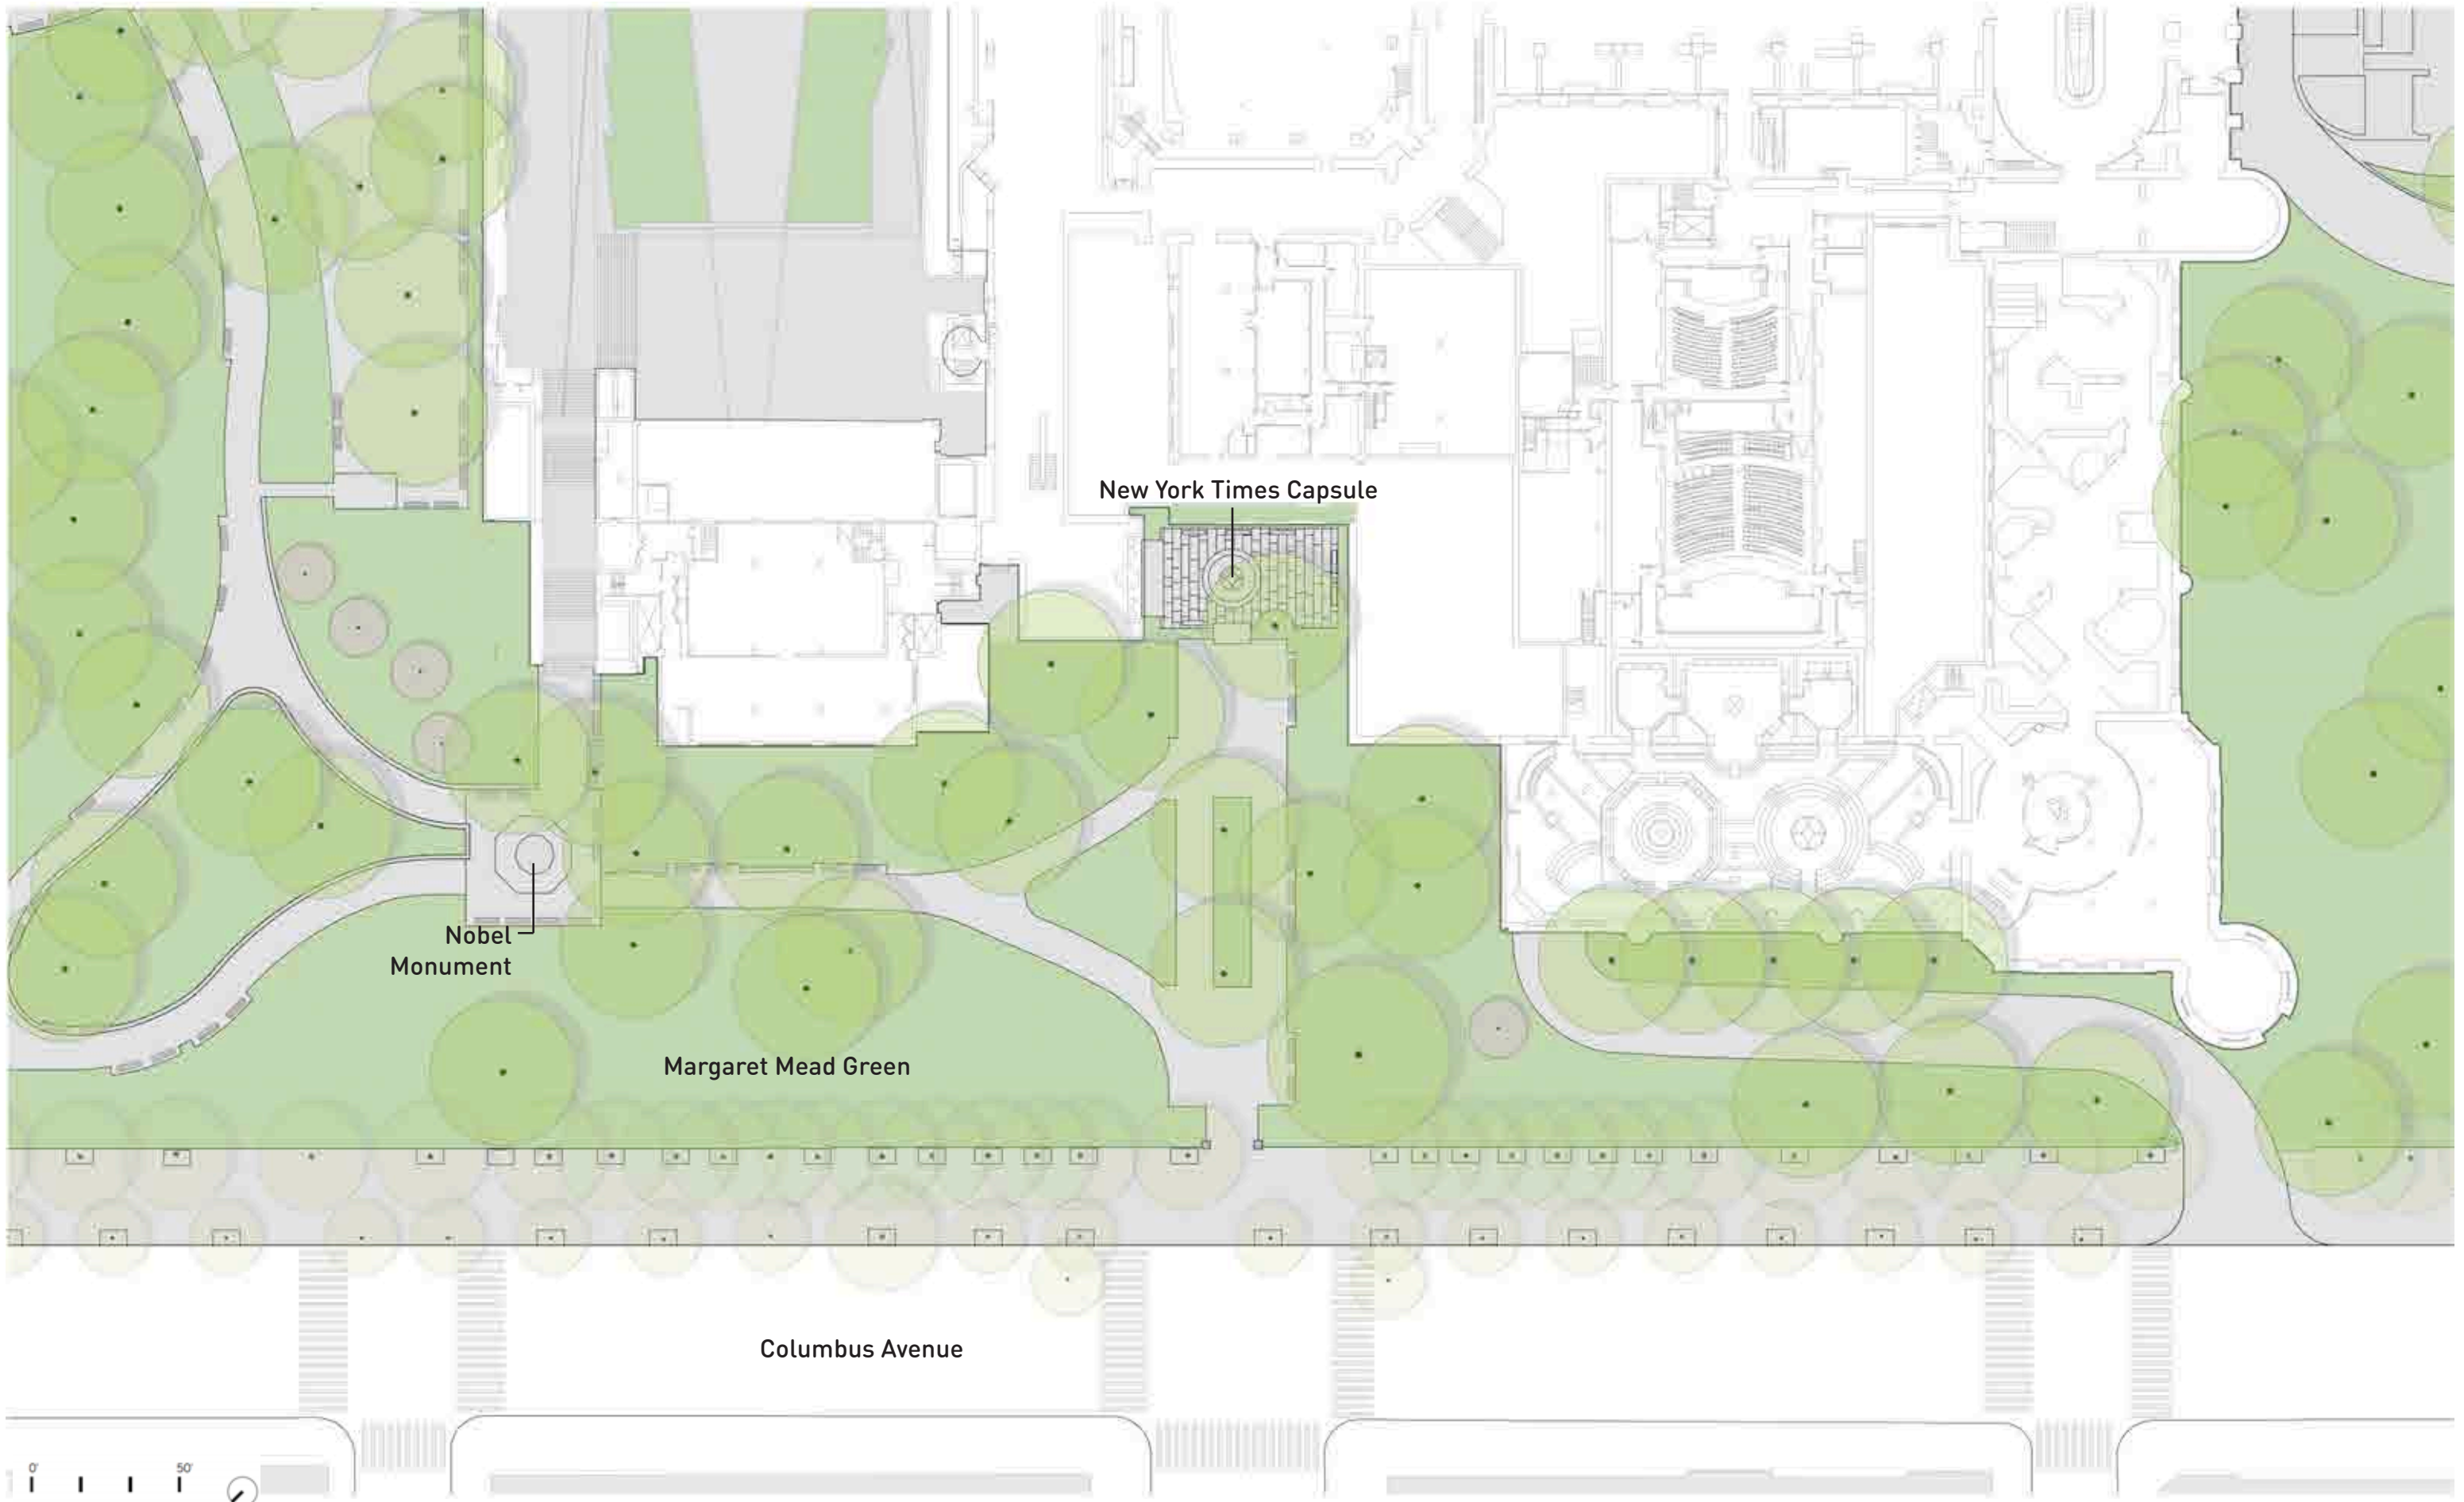 New York Times Capsule
Nobel
Monument
Margaret Mead Green
Columbus Avenue
0' 50'